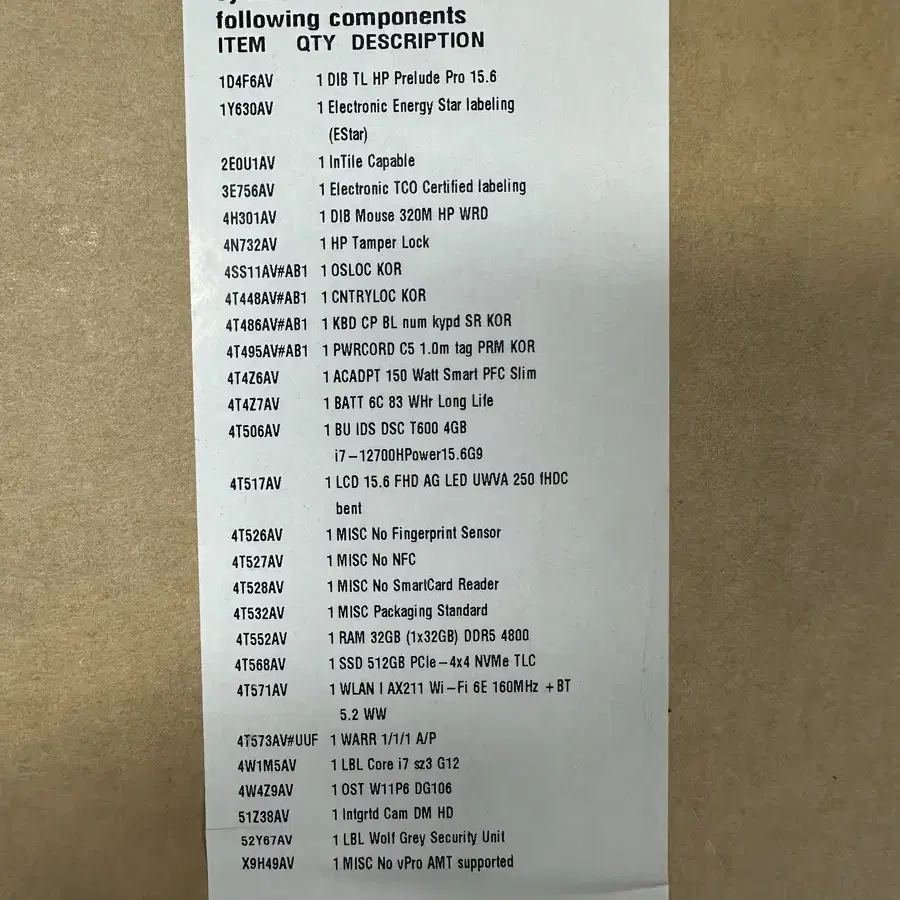 following components
ITEM QTY DESCRIPTION
1D4F6AV 1 DIB TL HP Prelude Pro 15.6
1Y630AV 1 Electronic Energy Star labeling
(EStar)
2E0U1AV 1 InTile Capable
3E756AV 1 Electronic TCO Certified labeling
4H301AV 1 DIB Mouse 320M HP WRD
4N732AV 1 HP Tamper Lock
4SS11AV#AB1 1 OSLOC KOR
4T448AV#AB1 1 CNTRYLOC KOR
4T486AV#AB1 1 KBD CP BL num kypd SR KOR
4T495AV#AB1 1 PWRCORD C5 1.0m tag PRM KOR
4T4Z6AV 1 ACADPT 150 Watt Smart PFC Slim
4T4Z7AV 1 BATT 6C 83 WHr Long Life
4T506AV 1 BU IDS DSC T600 4GB
i7-12700HPower15.6G9
4T517AV 1 LCD 15.6 FHD AG LED UWVA 250 fHDC
bent
4T526AV 1 MISC No Fingerprint Sensor
4T527AV 1 MISC No NFC
4T528AV 1 MISC No SmartCard Reader
4T532AV 1 MISC Packaging Standard
4T552AV 1 RAM 32GB (1x32GB) DDR5 4800
4T568AV 1 SSD 512GB PCIe-4x4 NVMe TLC
4T571AV 1 WLAN I AX211 Wi-Fi 6E 160MHz +BT
5.2 WW
4T573AV#UUF 1 WARR 1/1/1 A/P
4W1M5AV 1 LBL Core i7 sz3 G12
4W4Z9AV 1 OST W11P6 DG106
51Z38AV 1 Intgrtd Cam DM HD
52Y67AV 1 LBL Wolf Grey Security Unit
X9H49AV 1 MISC No vPro AMT supported